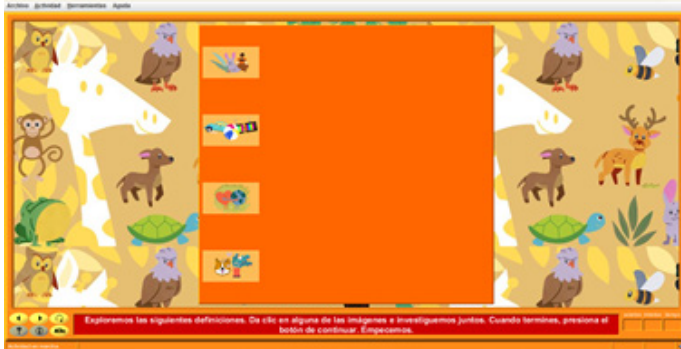 Archivo Actividad Herramientas Ayuda
Exploremos las siguientes definiciones. Da clic en alguna de las imágenes e investiguemos juntos. Cuando termines, presiona el
botón de continuar. Empecemos.